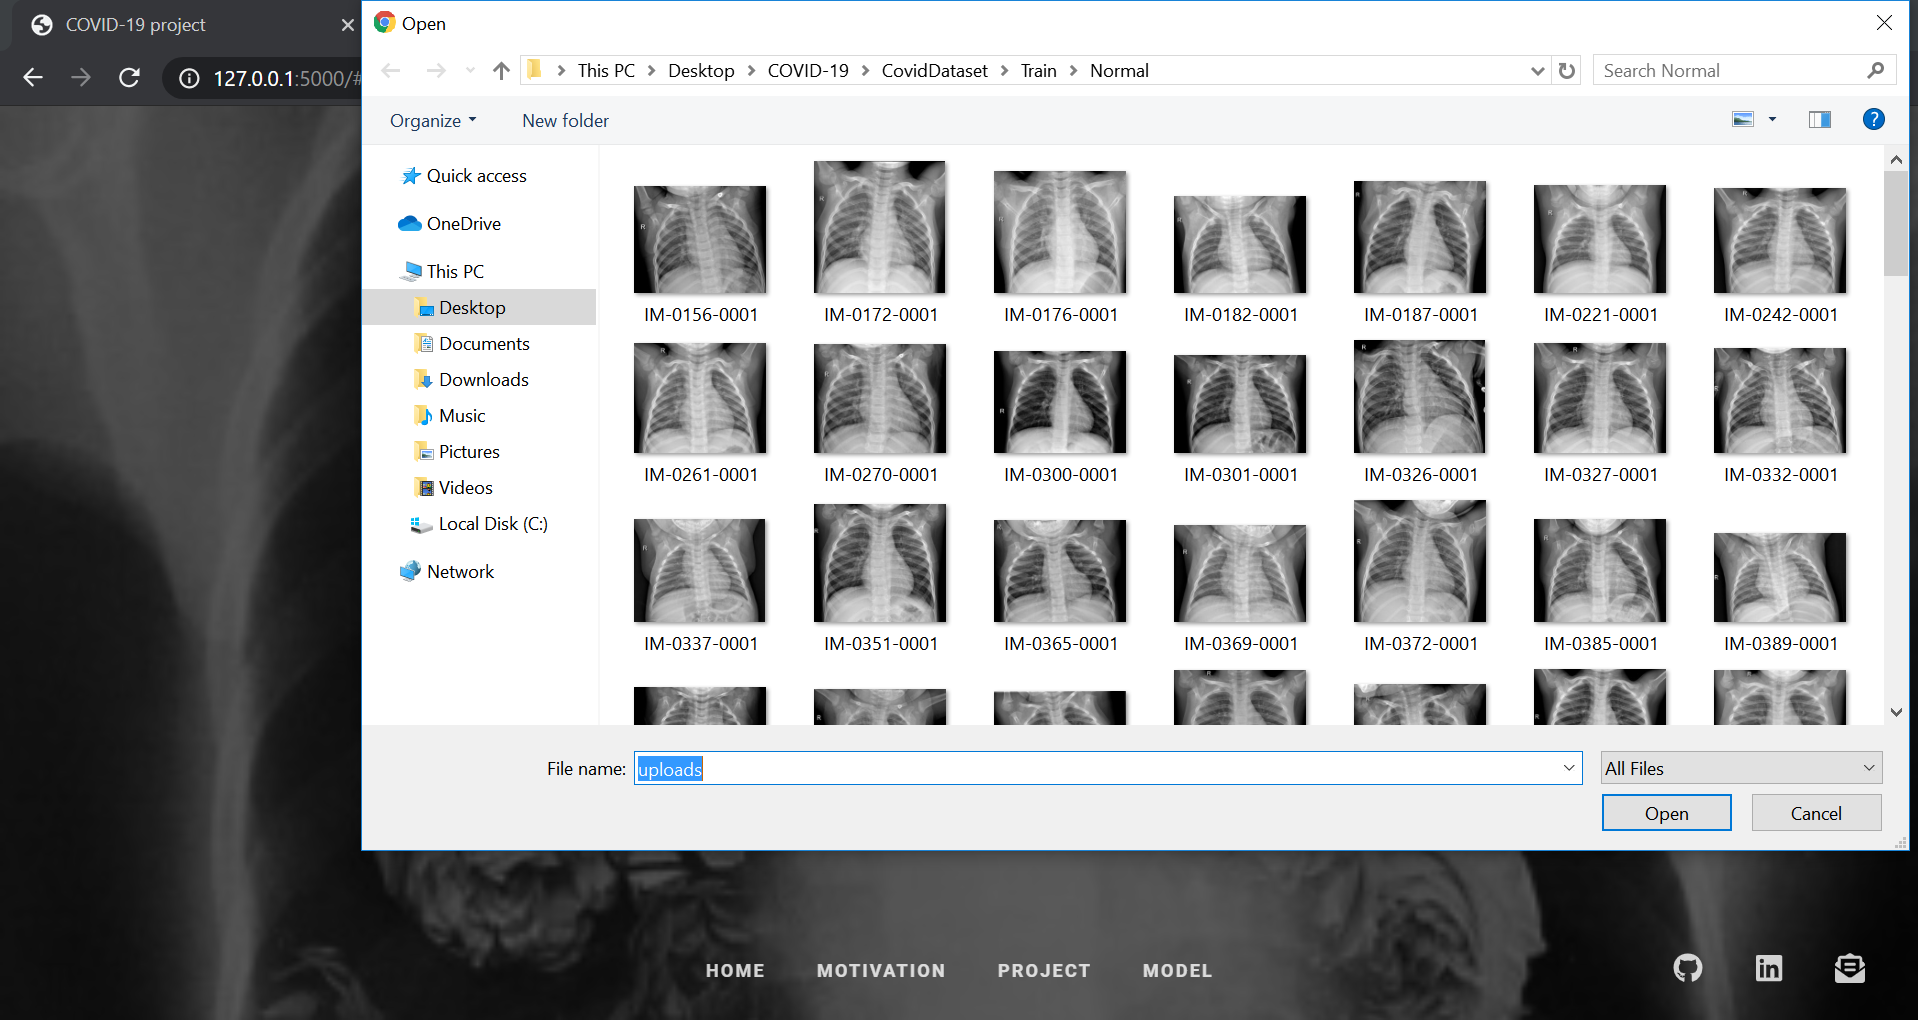 COVID-19 project
Open
127.0.0.1:5000/#
This PC > Desktop > COVID-19 > CovidDataset > Train > Normal
Search Normal
Organize
New folder
?
Quick access
OneDrive
This PC
Desktop
Documents
Downloads
Music
Pictures
Videos
Local Disk (C:)
Network
IM-0156-0001 IM-0172-0001 IM-0176-0001 IM-0182-0001 IM-0187-0001 IM-0221-0001 IM-0242-0001
IM-0261-0001 IM-0270-0001 IM-0300-0001 IM-0301-0001 IM-0326-0001 IM-0327-0001 IM-0332-0001
IM-0337-0001 IM-0351-0001 IM-0365-0001 IM-0369-0001 IM-0372-0001 IM-0385-0001 IM-0389-0001
File name: uploads
All Files
Open
Cancel
HOME MOTIVATION PROJECT MODEL
in